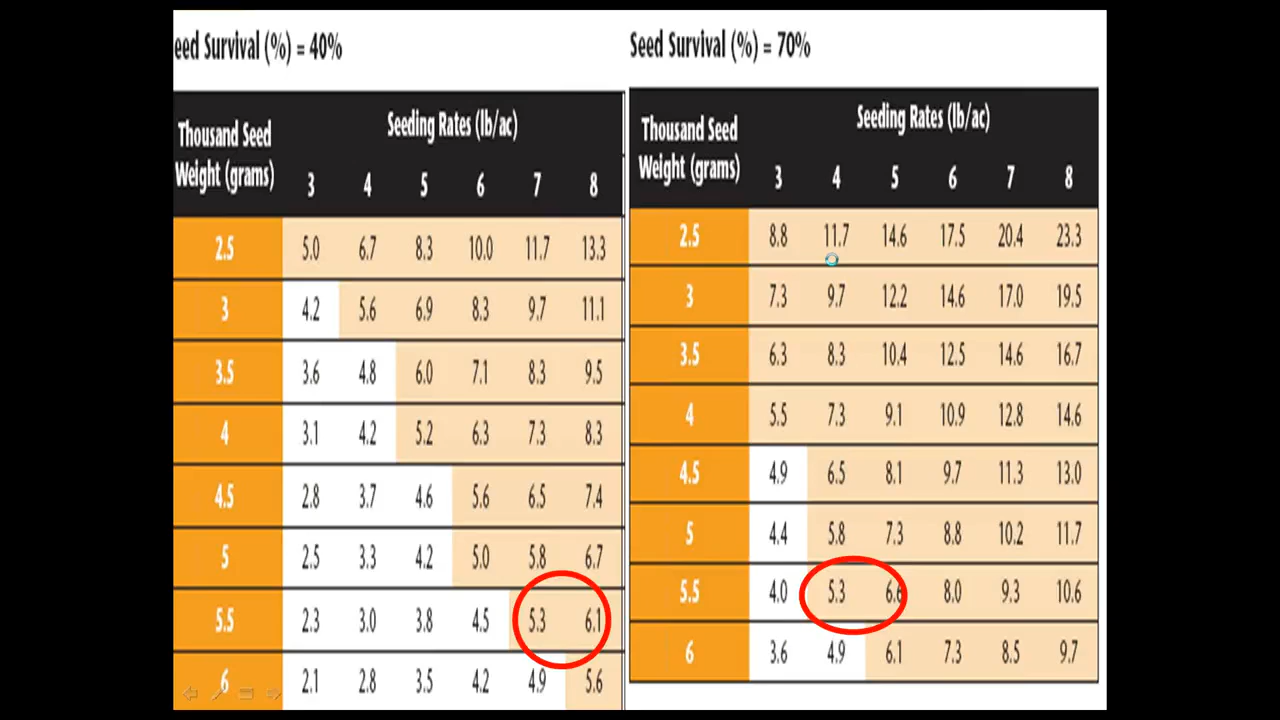 eed Survival (%) = 40%
Thousand Seed Weight (grams) Seeding Rates (lb/ac)
3 4 5 6 7 8
2.5 5.0 6.7 8.3 10.0 11.7 13.3
3 4.2 5.6 6.9 8.3 9.7 11.1
3.5 3.6 4.8 6.0 7.1 8.3 9.5
4 3.1 4.2 5.2 6.3 7.3 8.3
4.5 2.8 3.7 4.6 5.6 6.5 7.4
5 2.5 3.3 4.2 5.0 5.8 6.7
5.5 2.3 3.0 3.8 4.5 5.3 6.1
6 2.1 2.8 3.5 4.2 4.9 5.6
Seed Survival (%) = 70%
Thousand Seed Weight (grams) Seeding Rates (lb/ac)
3 4 5 6 7 8
2.5 8.8 11.7 14.6 17.5 20.4 23.3
3 7.3 9.7 12.2 14.6 17.0 19.5
3.5 6.3 8.3 10.4 12.5 14.6 16.7
4 5.5 7.3 9.1 10.9 12.8 14.6
4.5 4.9 6.5 8.1 9.7 11.3 13.0
5 4.4 5.8 7.3 8.8 10.2 11.7
5.5 4.0 5.3 6.6 8.0 9.3 10.6
6 3.6 4.9 6.1 7.3 8.5 9.7